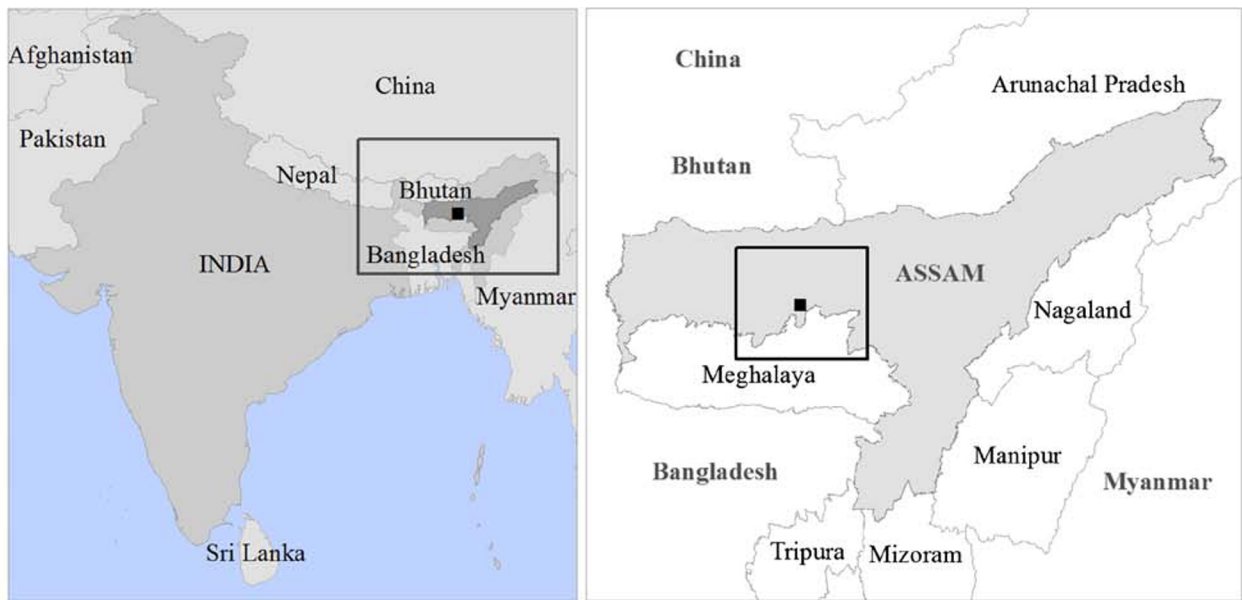 Afghanistan
China
Pakistan
Nepal
Bhutan
Bangladesh
INDIA
Myanmar
Sri Lanka
China
Arunachal Pradesh
Bhutan
ASSAM
Nagaland
Meghalaya
Manipur
Bangladesh
Myanmar
Tripura
Mizoram